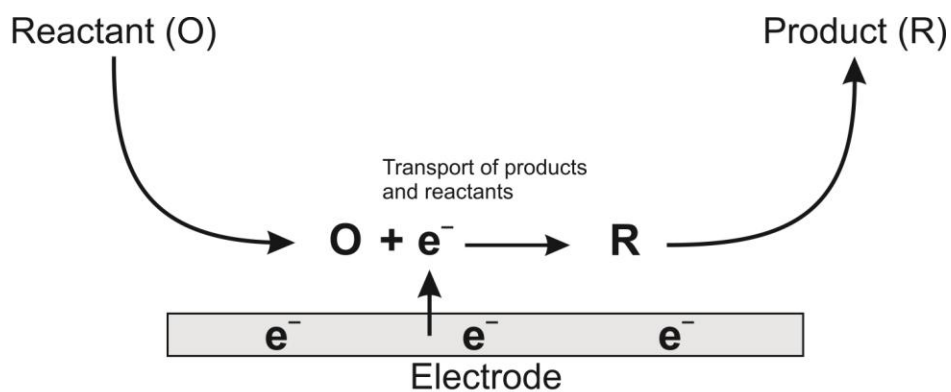 Reactant (O)
Product (R)
Transport of products
and reactants
O + e⁻
R
e⁻
e⁻
e⁻
Electrode